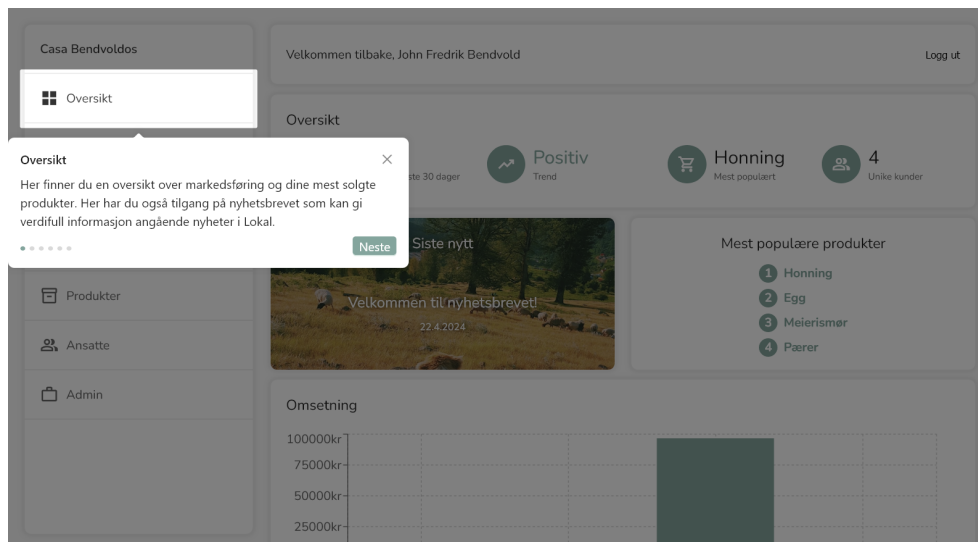 Casa Bendvoldos
Velkommen tilbake, John Fredrik Bendvold
Logg ut
Oversikt
Oversikt
Oversikt
Her finner du en oversikt over markedsføring og dine mest solgte
produkter. Her har du også tilgang på nyhetsbrevet som kan gi
verdifull informasjon angående nyheter i Lokal.
Neste
30 dager
Positiv
Trend
Honning
Mest populært
4
Unike kunder
Siste nytt
Velkommen til nyhetsbrevet!
22.4.2024
Mest populære produkter
1 Honning
2 Egg
3 Meierismør
4 Pærer
Produkter
Ansatte
Admin
Omsetning
100000kr
75000kr
50000kr
25000kr